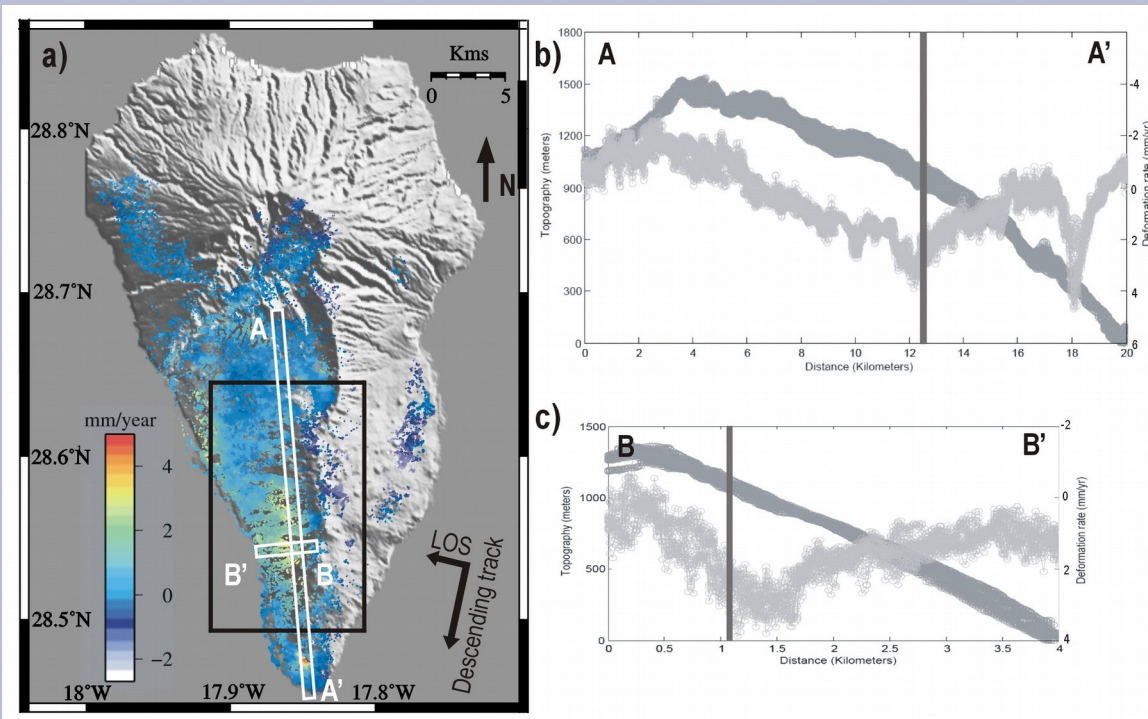 a)
Kms
0 5
N
28.8°N
28.7°N
28.6°N
28.5°N
18°W
17.9°W
17.8°W
A
A'
B'
B
mm/year
4
2
0
−2
LOS
Descending track
b)
A
A'
1800
1500
1200
900
600
300
0
Topography (meters)
0 2 4 6 8 10 12 14 16 18 20
Distance (Kilometers)
-4
-2
0
2
4
6
Deformation rate (mm/yr)
c)
B
B'
1500
1000
500
0
Topography (meters)
0 0.5 1 1.5 2 2.5 3 3.5 4
Distance (Kilometers)
-2
0
2
4
Deformation rate (mm/yr)